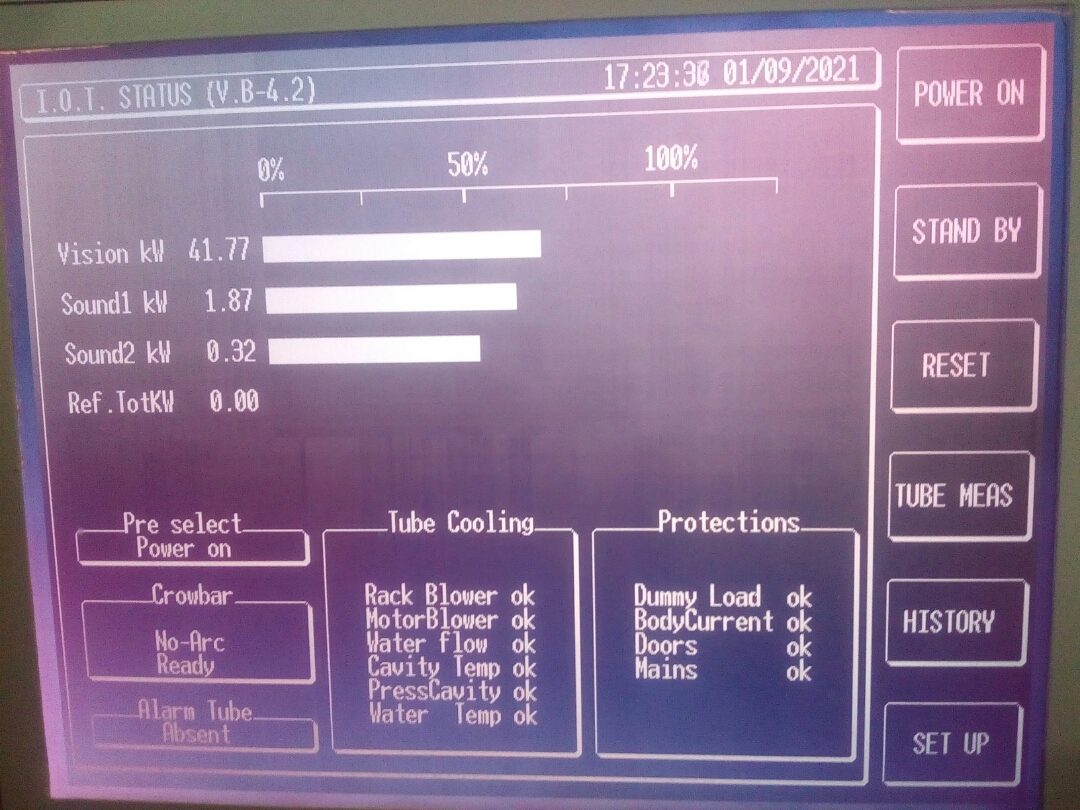 I.O.T. STATUS (V.B-4.2)
01/09/2021
0% 50% 100%
Vision kW 41.77
Sound1 kW 1.87
Sound2 kW 0.32
Ref.TotKW 0.00
Pre select
Power on
Crowbar
No-Arc
Ready
Alarm Tube
Absent
Tube Cooling
Rack Blower ok
MotorBlower ok
Water flow ok
Cavity Temp ok
PressCavity ok
Water Temp ok
Protections
Dummy Load ok
BodyCurrent ok
Doors ok
Mains ok
POWER ON
STAND BY
RESET
TUBE MEAS
HISTORY
SET UP